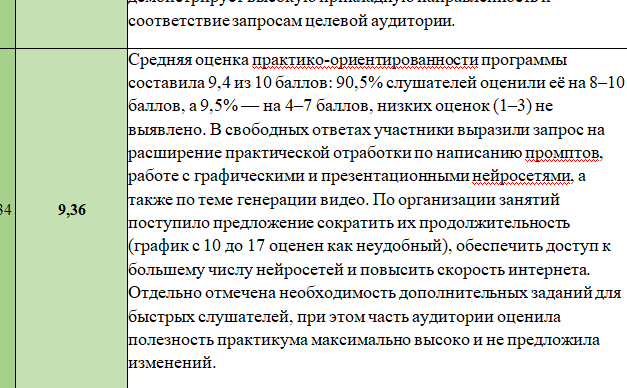 демонстрирует высокую прикладную направленность и
соответствие запросам целевой аудитории.
Средняя оценка практико-ориентированности программы
составила 9,4 из 10 баллов: 90,5% слушателей оценили её на 8–10
баллов, а 9,5% — на 4–7 баллов, низких оценок (1–3) не
выявлено. В свободных ответах участники выразили запрос на
расширение практической отработки по написанию промптов,
работе с графическими и презентационными нейросетями, а
также по теме генерации видео. По организации занятий
34
9,36
поступило предложение сократить их продолжительность
(график с 10 до 17 оценен как неудобный), обеспечить доступ к
большему числу нейросетей и повысить скорость интернета.
Отдельно отмечена необходимость дополнительных заданий для
быстрых слушателей, при этом часть аудитории оценила
полезность практикума максимально высоко и не предложила
изменений.